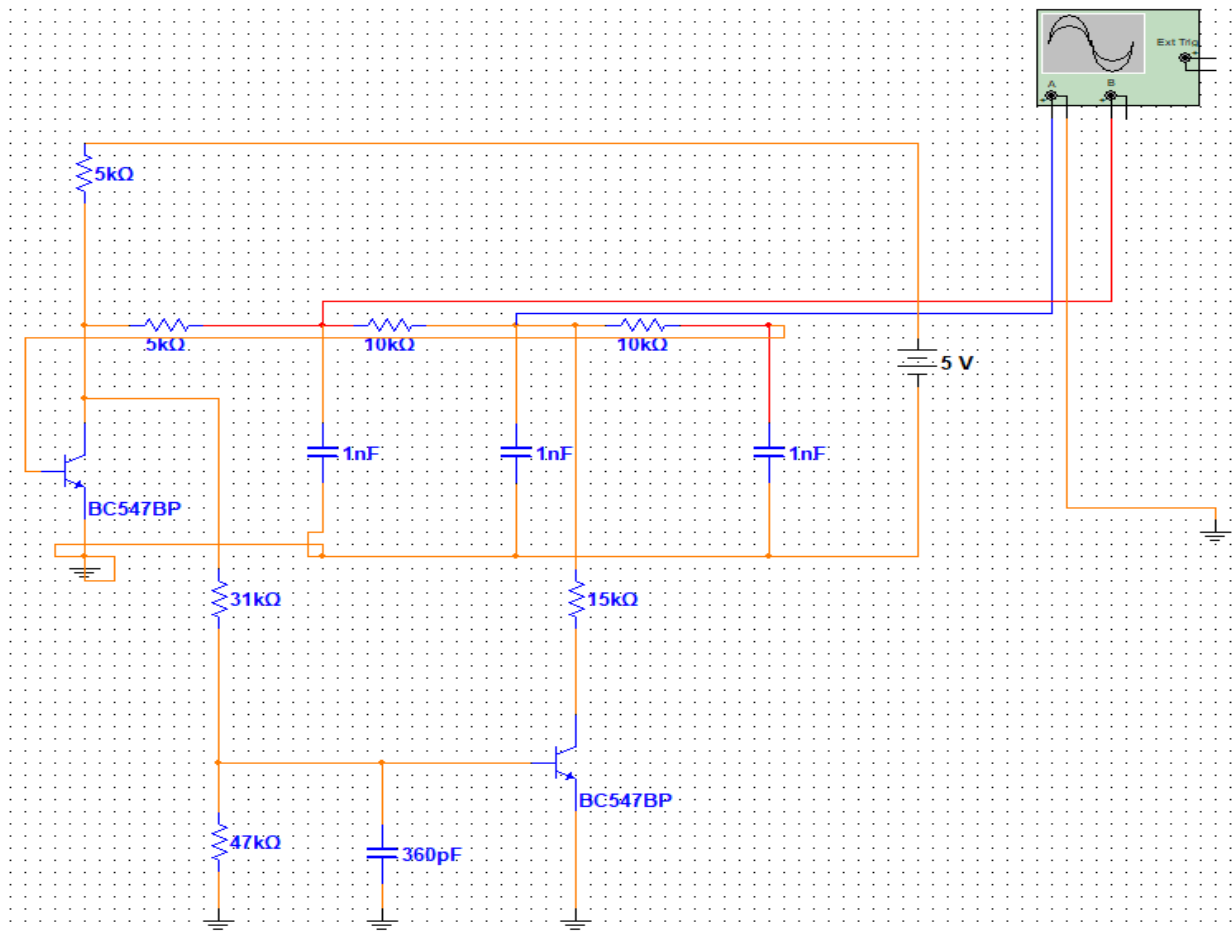 Ext Trig
+
A
B
+
+
5kΩ
5kΩ
10kΩ
10kΩ
5 V
1nF
1nF
1nF
BC547BP
31kΩ
15kΩ
BC547BP
47kΩ
360pF